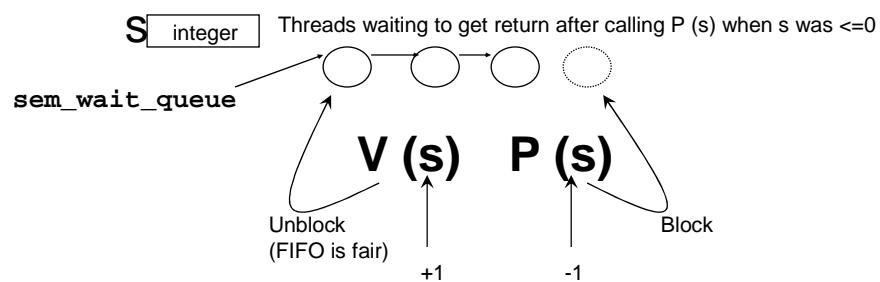 S integer Threads waiting to get return after calling P (s) when s was <=0
sem_wait_queue
V (s) P (s)
Unblock Block
(FIFO is fair)
+1 -1